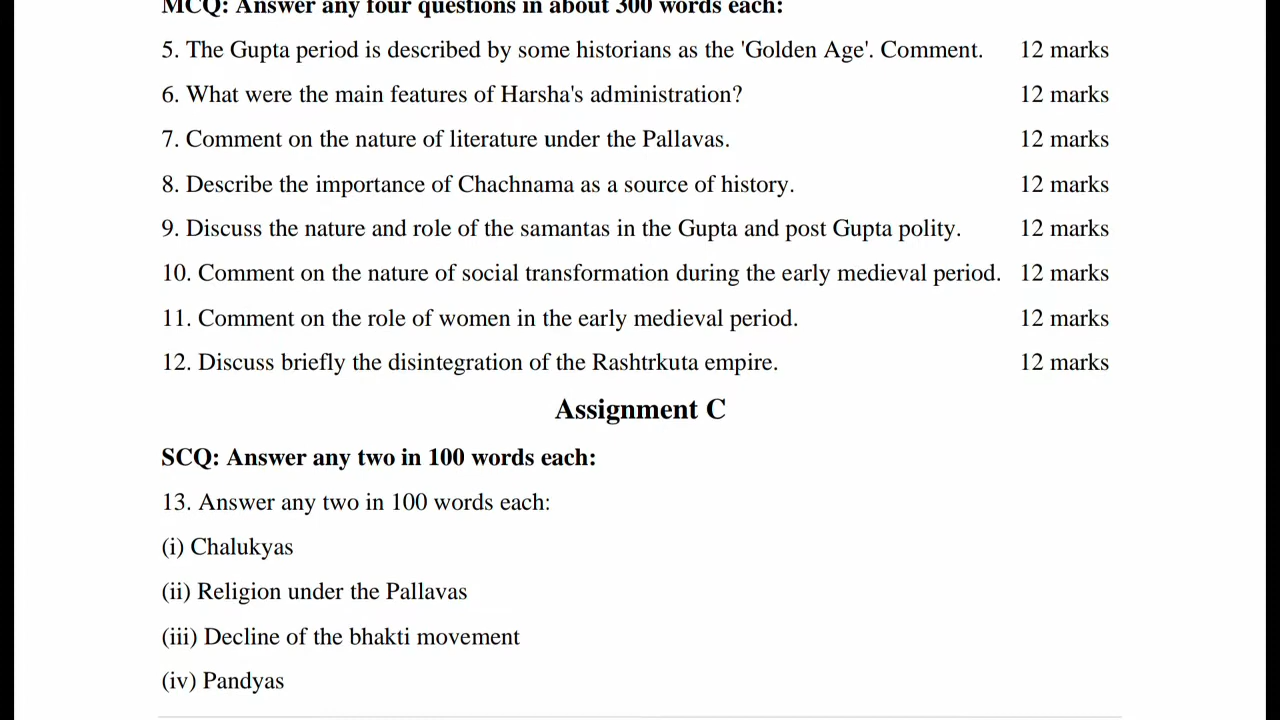 MCQ: Answer any four questions in about 300 words each:
5. The Gupta period is described by some historians as the 'Golden Age'. Comment. 12 marks
6. What were the main features of Harsha's administration? 12 marks
7. Comment on the nature of literature under the Pallavas. 12 marks
8. Describe the importance of Chachnama as a source of history. 12 marks
9. Discuss the nature and role of the samantas in the Gupta and post Gupta polity. 12 marks
10. Comment on the nature of social transformation during the early medieval period. 12 marks
11. Comment on the role of women in the early medieval period. 12 marks
12. Discuss briefly the disintegration of the Rashtrkuta empire. 12 marks
Assignment C
SCQ: Answer any two in 100 words each:
13. Answer any two in 100 words each:
(i) Chalukyas
(ii) Religion under the Pallavas
(iii) Decline of the bhakti movement
(iv) Pandyas